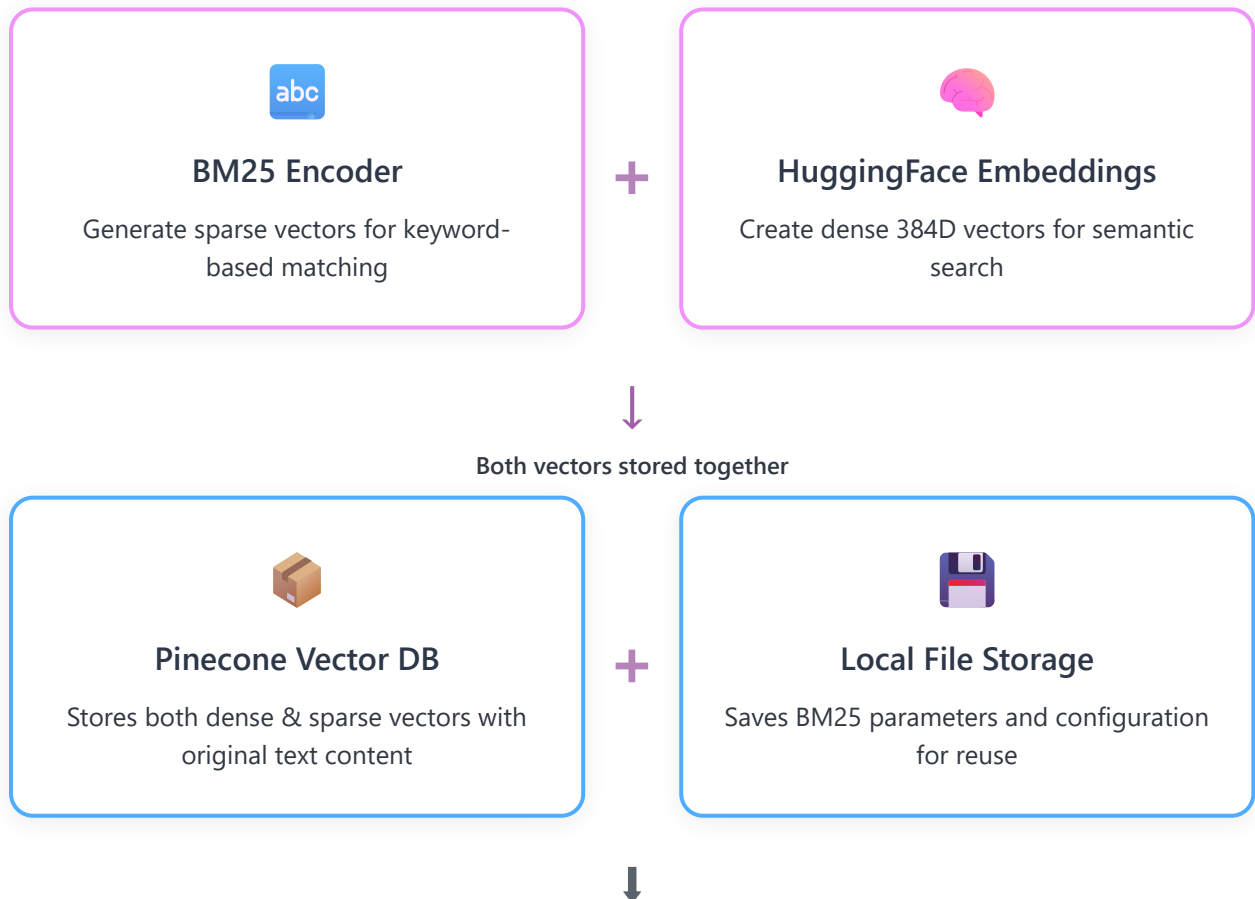 abc
BM25 Encoder
Generate sparse vectors for keyword-
based matching
+
HuggingFace Embeddings
Create dense 384D vectors for semantic
search
↓
Both vectors stored together
Pinecone Vector DB
Stores both dense & sparse vectors with
original text content
+
Local File Storage
Saves BM25 parameters and configuration
for reuse
⬇